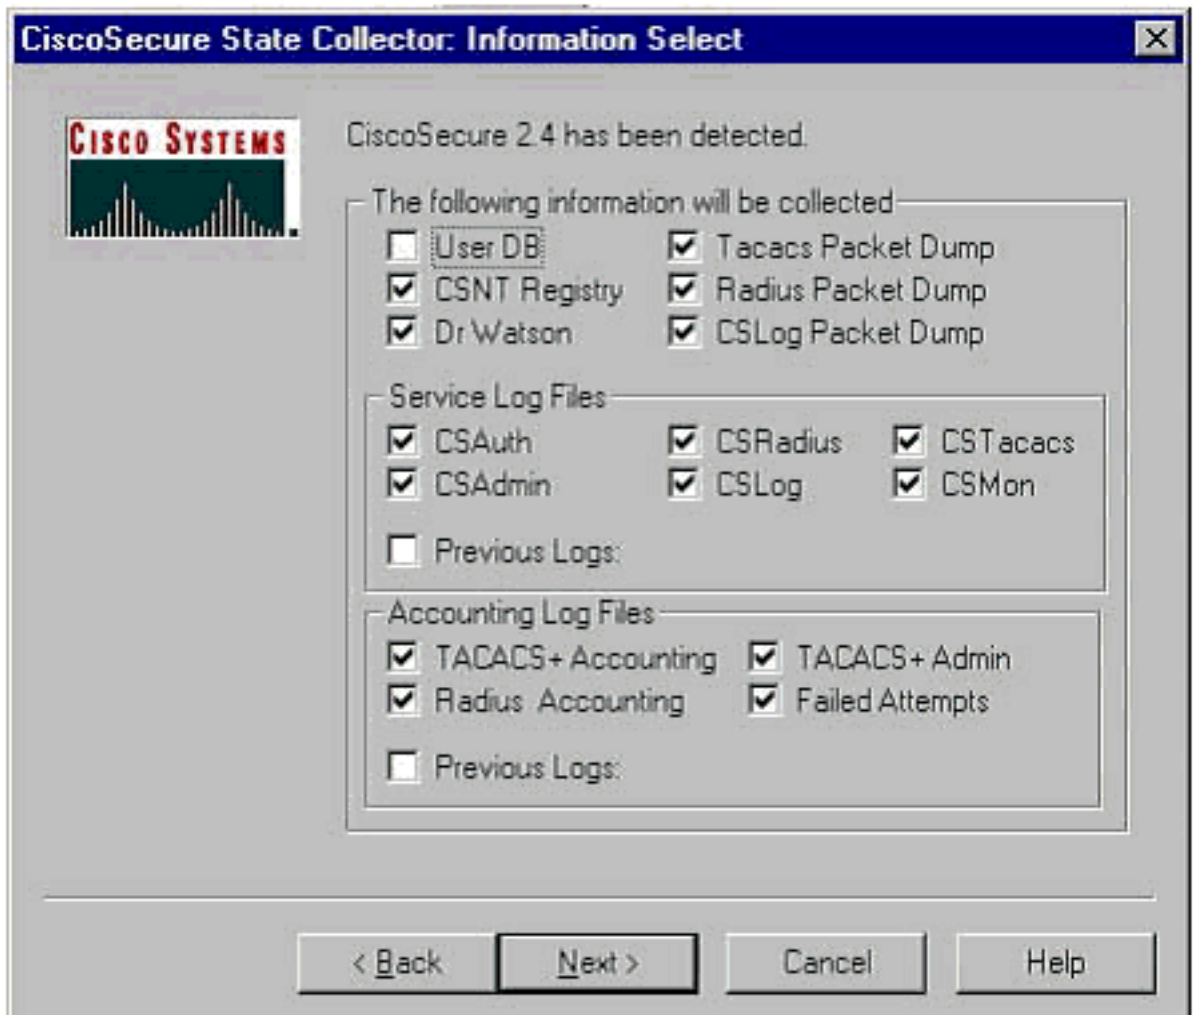 CiscoSecure State Collector: Information Select
CISCO SYSTEMS
CiscoSecure 2.4 has been detected.
The following information will be collected
User DB Tacacs Packet Dump
CSNT Registry Radius Packet Dump
Dr Watson CSLog Packet Dump
Service Log Files
CSAuth CSRadius CSTacacs
CSAdmin CSLog CSMon
Previous Logs:
Accounting Log Files
TACACS+ Accounting TACACS+ Admin
Radius Accounting Failed Attempts
Previous Logs:
< Back Next > Cancel Help